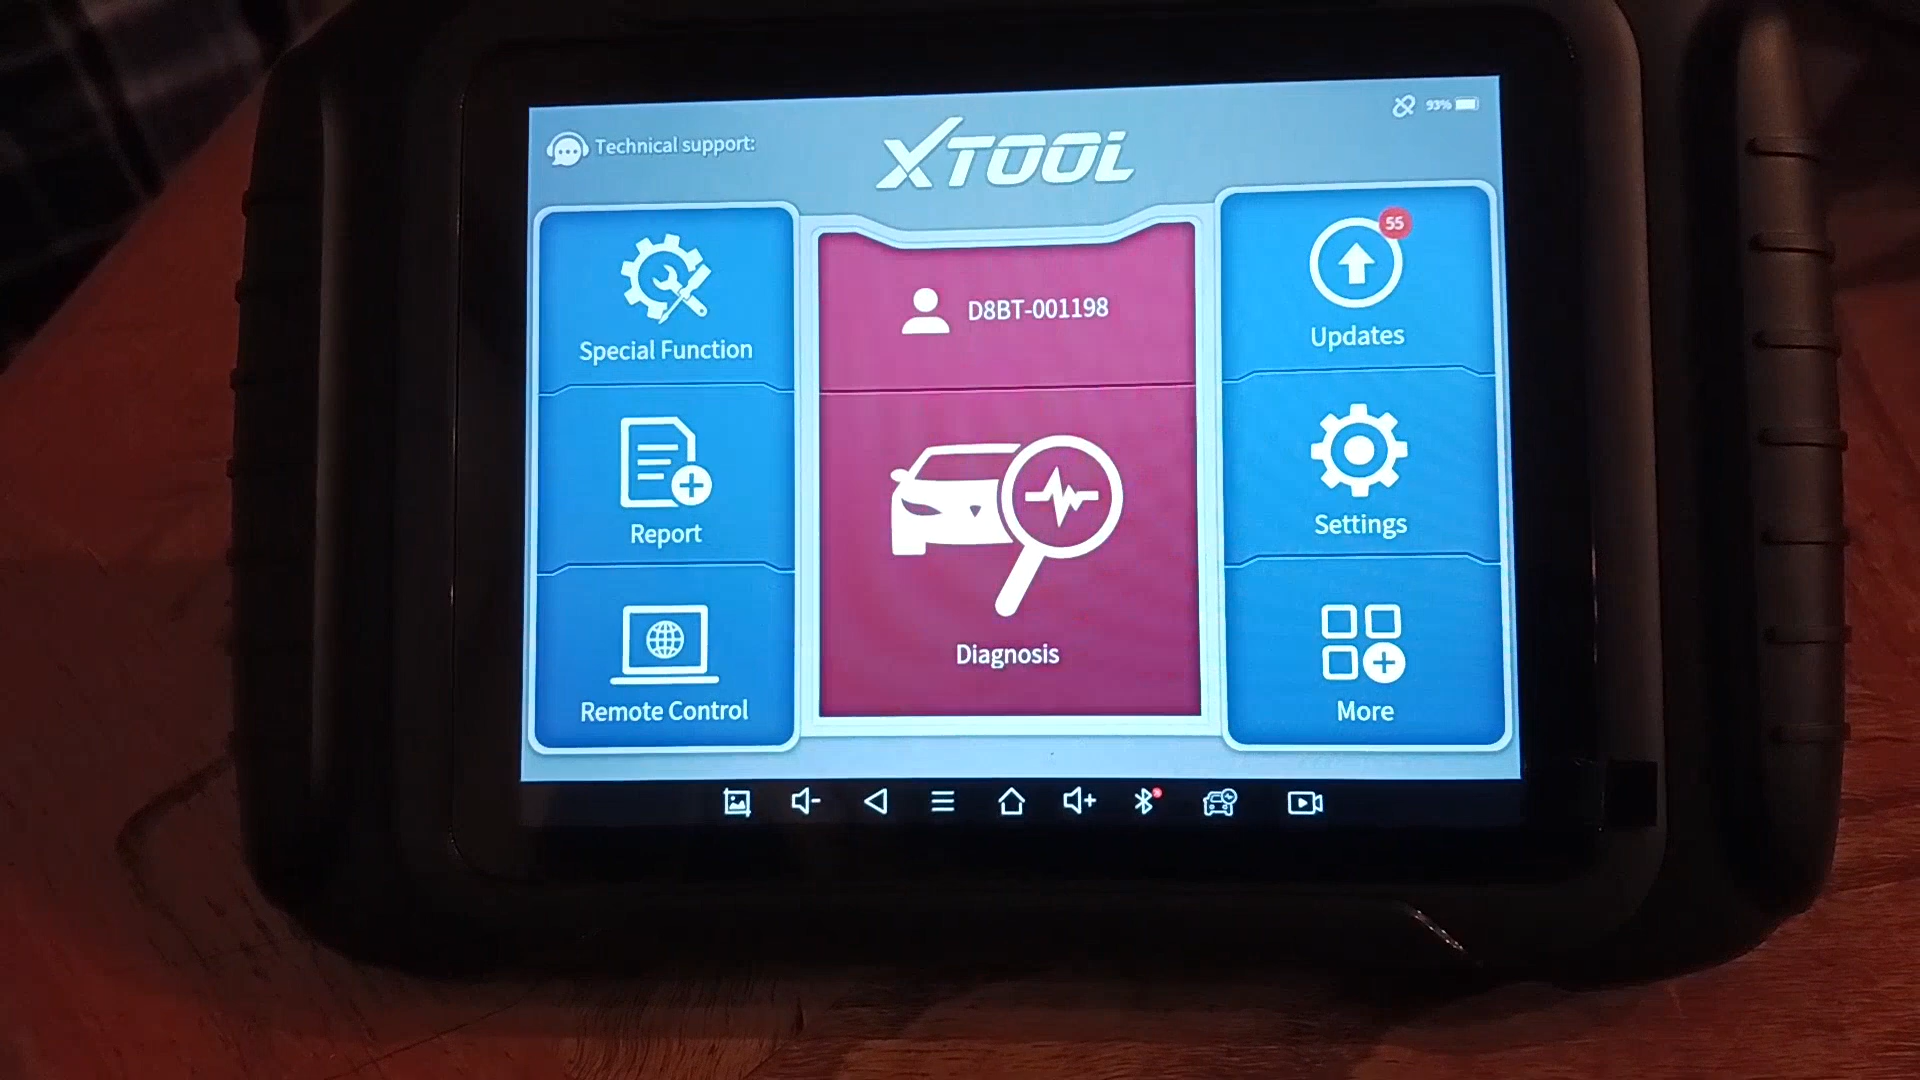 Technical support:
XTOOL
93%
Special Function
D8BT-001198
55
Updates
Report
Diagnosis
Settings
Remote Control
More